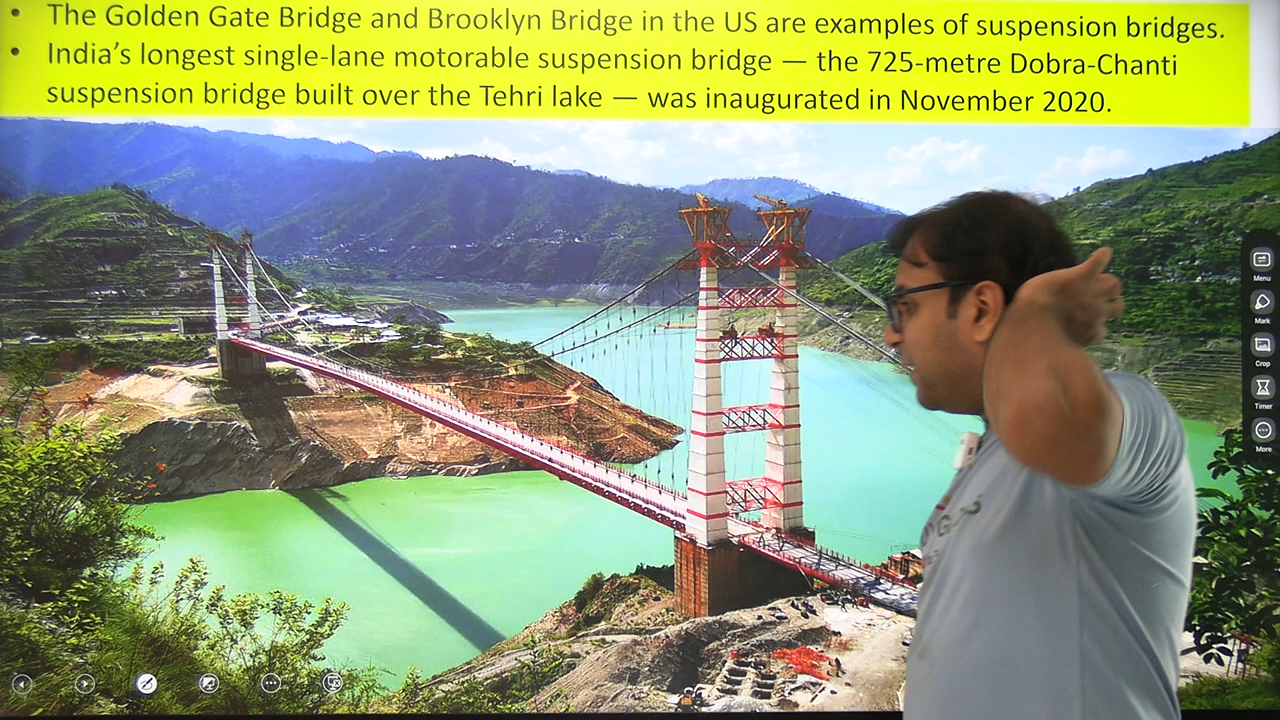 • The Golden Gate Bridge and Brooklyn Bridge in the US are examples of suspension bridges.
• India’s longest single-lane motorable suspension bridge — the 725-metre Dobra-Chanti
suspension bridge built over the Tehri lake — was inaugurated in November 2020.
Menu
Mark
Crop
Timer
More